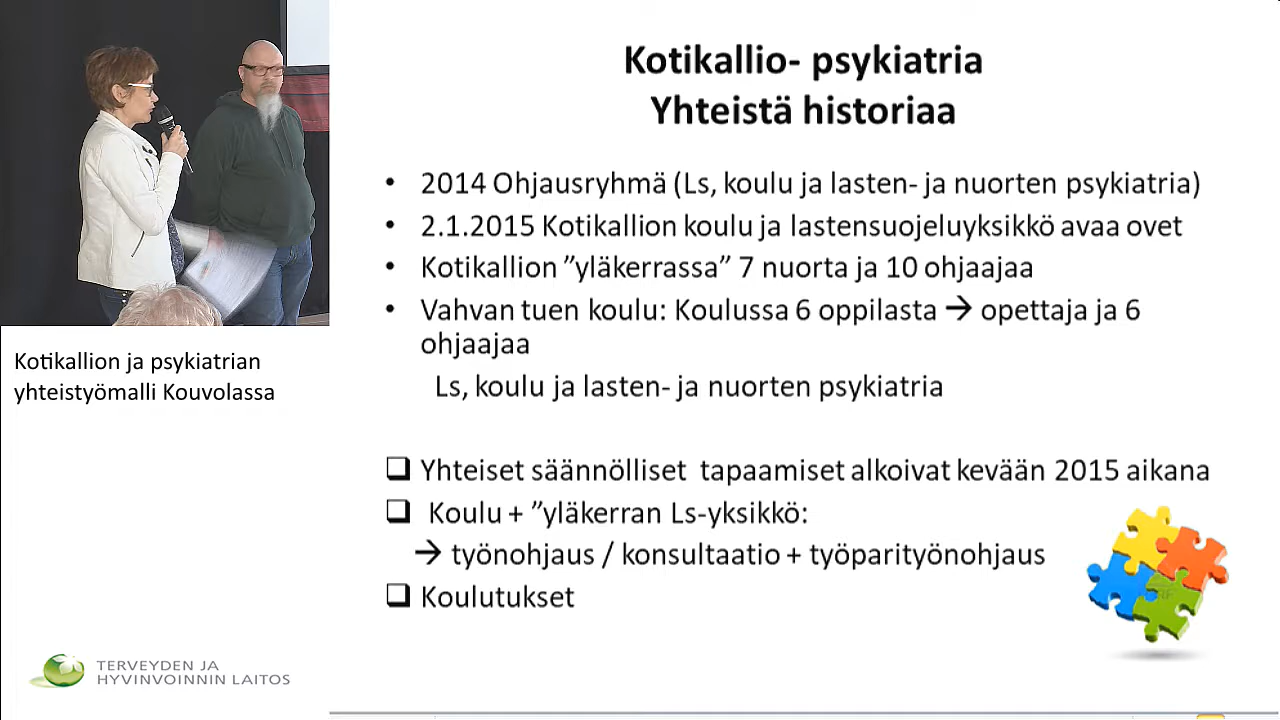 Kotikallio- psykiatria
Yhteistä historiaa
• 2014 Ohjausryhmä (Ls, koulu ja lasten- ja nuorten psykiatria)
• 2.1.2015 Kotikallion koulu ja lastensuojeluyksikkö avaa ovet
• Kotikallion ”yläkerrassa” 7 nuorta ja 10 ohjaajaa
• Vahvan tuen koulu: Koulussa 6 oppilasta → opettaja ja 6
ohjaajaa
Ls, koulu ja lasten- ja nuorten psykiatria
❑ Yhteiset säännölliset tapaamiset alkoivat kevään 2015 aikana
❑ Koulu + ”yläkerran Ls-yksikkö:
→ työnohjaus / konsultaatio + työparityönohjaus
❑ Koulutukset
Kotikallion ja psykiatrian
yhteistyömalli Kouvolassa
TERVEYDEN JA
HYVINVOINNIN LAITOS